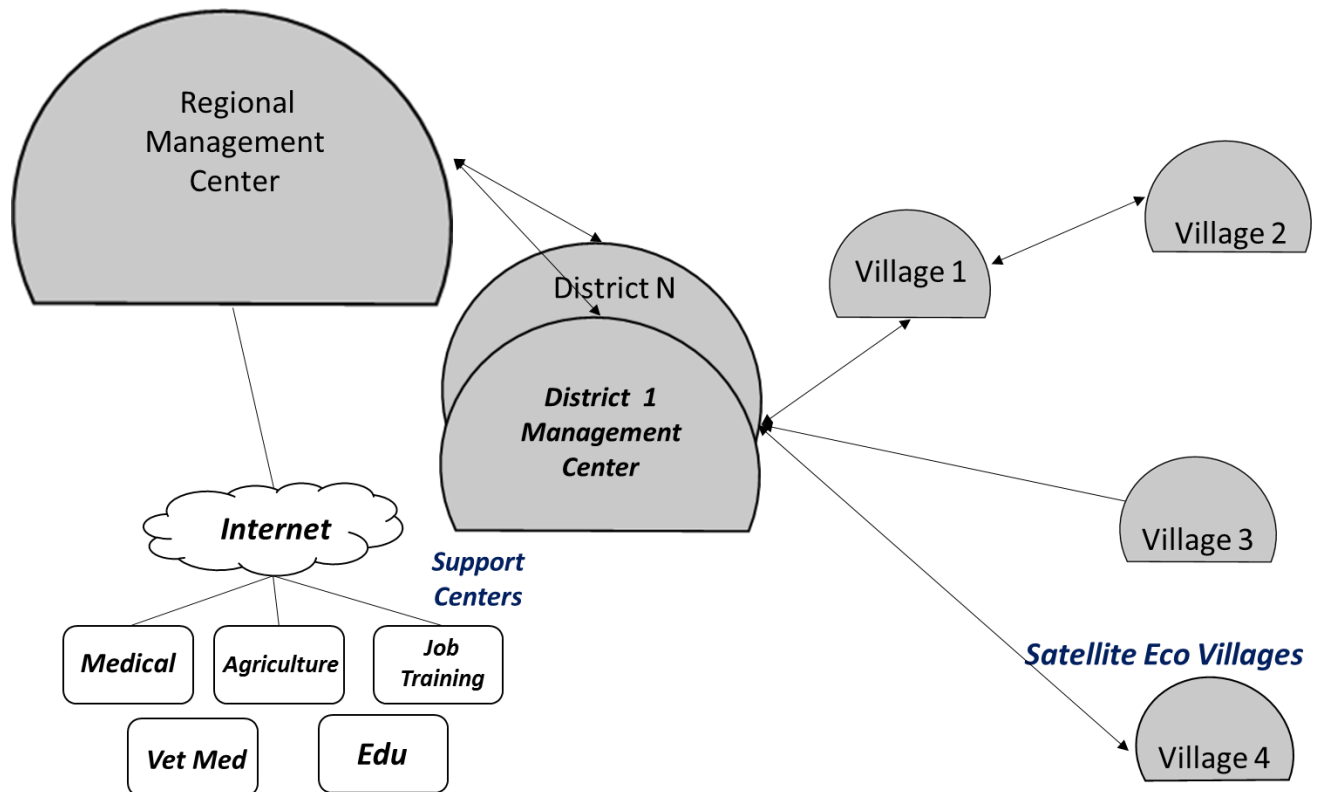 Regional
Management
Center
District N
District 1
Management
Center
Village 1
Village 2
Village 3
Satellite Eco Villages
Village 4
Internet
Support
Centers
Medical
Agriculture
Job
Training
Vet Med
Edu